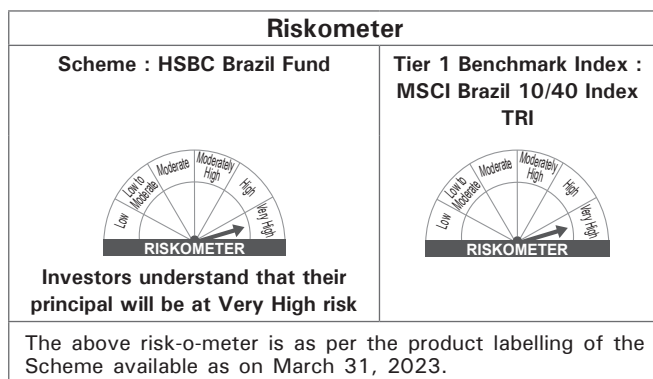 Riskometer
Scheme : HSBC Brazil Fund
Low
Low to
Moderate
Moderate
Moderately
High
High
Very High
RISKOMETER
Investors understand that their
principal will be at Very High risk
Tier 1 Benchmark Index :
MSCI Brazil 10/40 Index
TRI
Low
Low to
Moderate
Moderate
Moderately
High
High
Very High
RISKOMETER
The above risk-o-meter is as per the product labelling of the
Scheme available as on March 31, 2023.